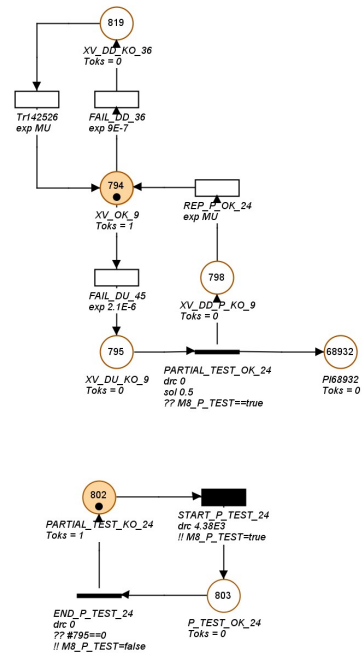 819
XV_DD_KO_36
Toks = 0
Tr142526
exp MU
FAIL_DD_36
exp 9E-7
794
XV_OK_9
Toks = 1
REP_P_OK_24
exp MU
FAIL_DU_45
exp 2.1E-6
798
XV_DD_P_KO_9
Toks = 0
795
XV_DU_KO_9
Toks = 0
PARTIAL_TEST_OK_24
drc 0
sol 0.5
?? M8_P_TEST==true
68932
Pl68932
Toks = 0
802
PARTIAL_TEST_KO_24
Toks = 1
START_P_TEST_24
drc 4.38E3
!! M8_P_TEST=true
END_P_TEST_24
drc 0
?? #795==0
!! M8_P_TEST=false
803
P_TEST_OK_24
Toks = 0